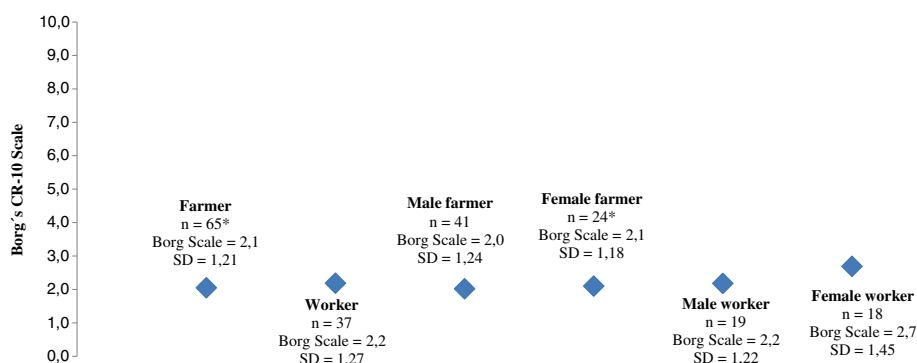 Borg´s CR-10 Scale
10,0
9,0
8,0
7,0
6,0
5,0
4,0
3,0
2,0
1,0
0,0
Farmer
n = 65*
Borg Scale = 2,1
SD = 1,21
Worker
n = 37
Borg Scale = 2,2
SD = 1,27
Male farmer
n = 41
Borg Scale = 2,0
SD = 1,24
Female farmer
n = 24*
Borg Scale = 2,1
SD = 1,18
Male worker
n = 19
Borg Scale = 2,2
SD = 1,22
Female worker
n = 18
Borg Scale = 2,7
SD = 1,45